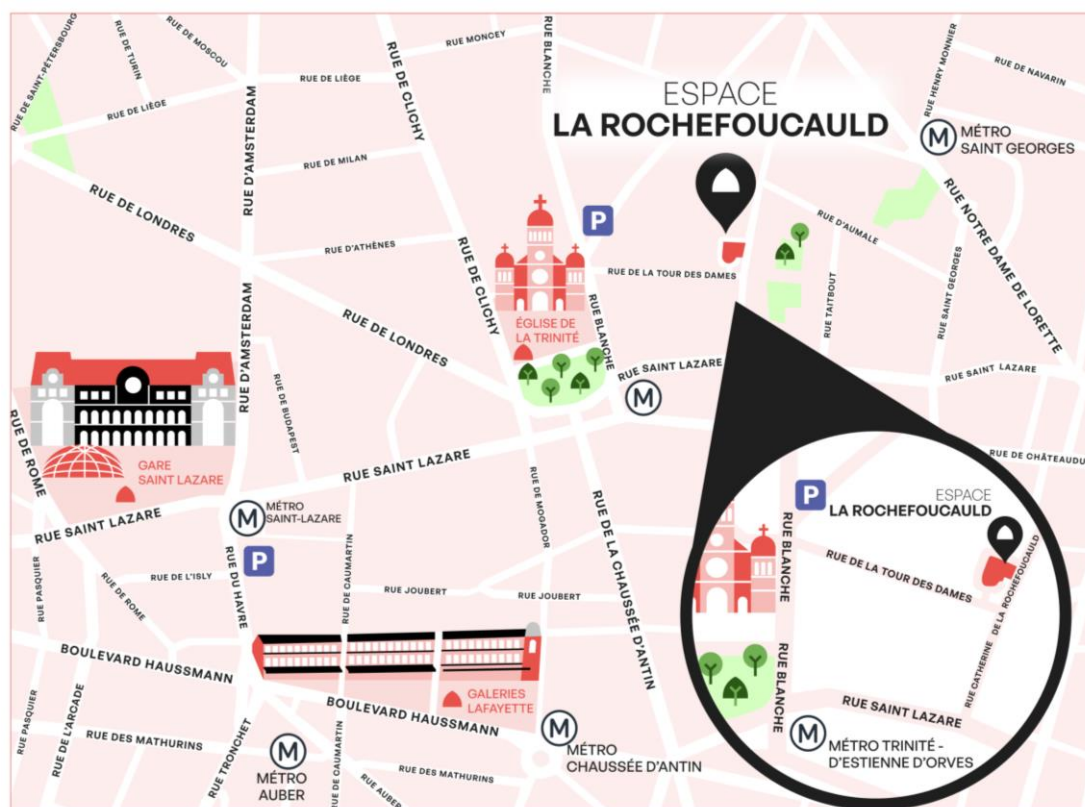 RUE DE SAINT-PÉTERSBOURG
RUE DE TURIN
RUE DE MOSCOU
RUE DE LIÈGE
RUE DE LIÈGE
RUE D'AMSTERDAM
RUE DE CLICHY
RUE MONCEY
RUE BLANCHE
ESPACE
LA ROCHEFOUCAULD
RUE HENRY MONNIER
RUE DE NAVARIN
M
MÉTRO
SAINT GEORGES
RUE DE MILAN
RUE DE LONDRES
RUE D'ATHÈNES
P
RUE D'AUMALE
RUE NOTRE DAME DE LORETTE
RUE DE CLICHY
RUE DE LA TOUR DES DAMES
RUE TAITBOUT
RUE SAINT GEORGES
RUE D'AMSTERDAM
RUE DE LONDRES
ÉGLISE DE
LA TRINITÉ
RUE BLANCHE
RUE SAINT LAZARE
RUE SAINT LAZARE
M
RUE DE BUDAPEST
RUE DE ROME
GARE
SAINT LAZARE
RUE SAINT LAZARE
RUE SAINT LAZARE
RUE DE CHÂTEAUDU
M
MÉTRO
SAINT-LAZARE
P
RUE DE MOGADOR
RUE DE LA CHAUSSÉE D'ANTIN
RUE PASQUIER
RUE DE ROME
RUE DE L'ISLY
RUE DU HAVRE
RUE DE CAUMARTIN
RUE JOUBERT
RUE JOUBERT
BOULEVARD HAUSSMANN
GALERIES
LAFAYETTE
BOULEVARD HAUSSMANN
RUE PASQUIER
RUE DE L'ARCADE
RUE DES MATHURINS
RUE TRONCHET
M
MÉTRO
AUBER
RUE DE CAUMARTIN
RUE AUBER
RUE DES MATHURINS
M
MÉTRO
CHAUSSÉE D'ANTIN
P
ESPACE
LA ROCHEFOUCAULD
RUE BLANCHE
RUE DE LA TOUR DES DAMES
RUE CATHERINE DE LA ROCHEFOUCAULD
RUE BLANCHE
RUE SAINT LAZARE
M
MÉTRO TRINITÉ -
D'ESTIENNE D'ORVES